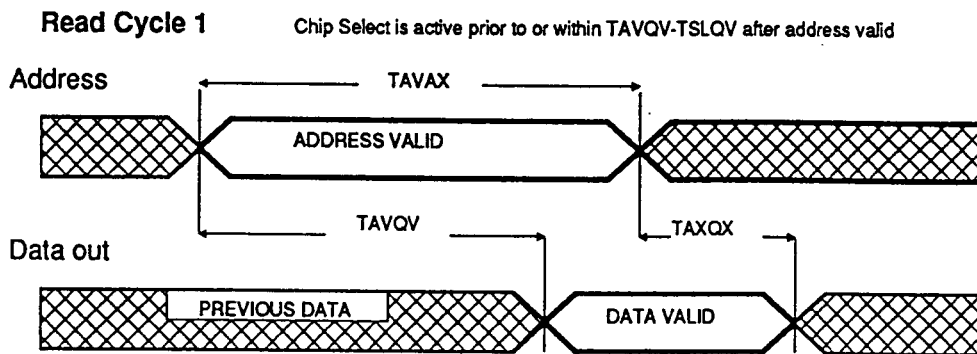 Read Cycle 1
Chip Select is active prior to or within TAVQV-TSLQV after address valid
Address
TAVAX
ADDRESS VALID
TAVQV
TAXQX
Data out
PREVIOUS DATA
DATA VALID